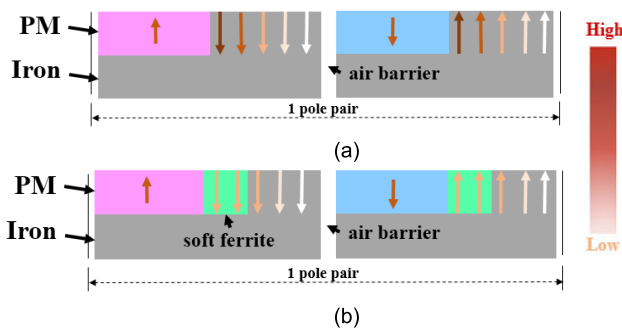 PM
Iron
air barrier
1 pole pair
(a)
High
PM
Iron
soft ferrite
air barrier
1 pole pair
(b)
Low